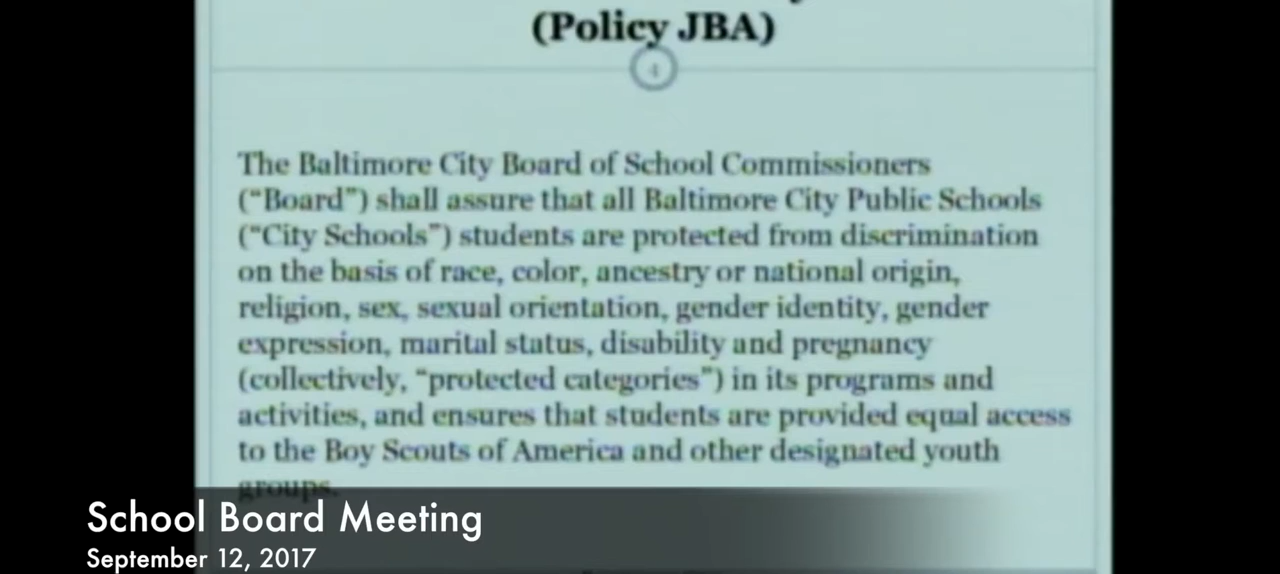 (Policy JBA)
4
The Baltimore City Board of School Commissioners
("Board") shall assure that all Baltimore City Public Schools
("City Schools") students are protected from discrimination
on the basis of race, color, ancestry or national origin,
religion, sex, sexual orientation, gender identity, gender
expression, marital status, disability and pregnancy
(collectively, "protected categories") in its programs and
activities, and ensures that students are provided equal access
to the Boy Scouts of America and other designated youth
groups.
School Board Meeting
September 12, 2017